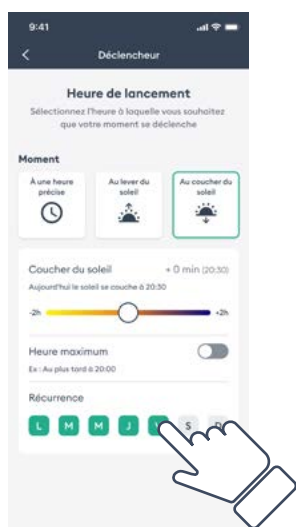 9:41
Déclencheur
Heure de lancement
Sélectionnez l'heure à laquelle vous souhaitez
que votre moment se déclenche
Moment
À une heure
précise
Au lever du
soleil
Au coucher du
soleil
Coucher du soleil + 0 min (20:30)
Aujourd'hui le soleil se couche à 20:30
-2h +2h
Heure maximum
Ex : Au plus tard à 20:00
Récurrence
L M M J V S D